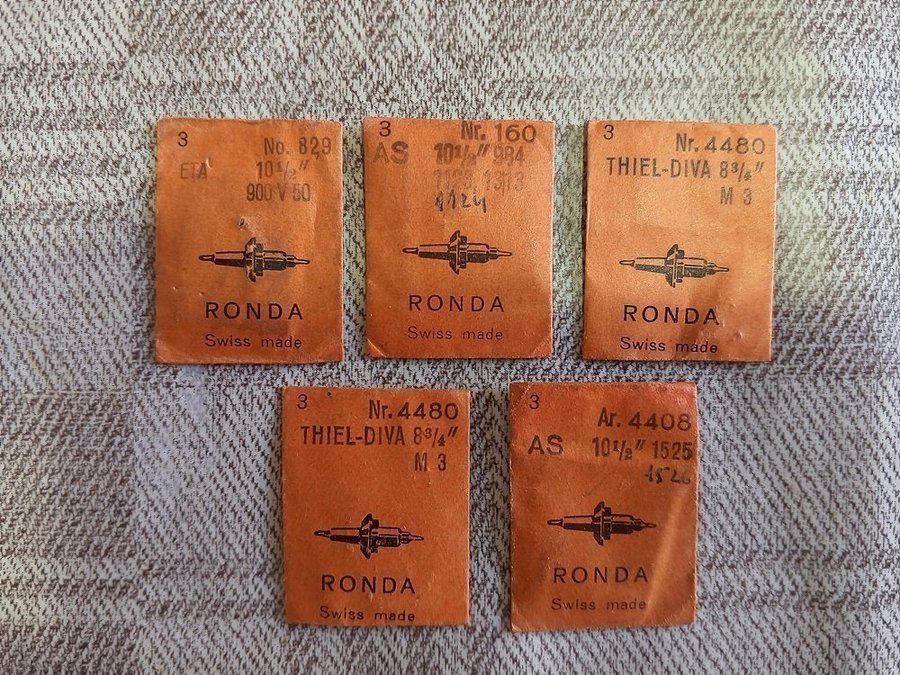 3
No. 829
ETA 10½″
900 V 50
RONDA
Swiss made
3
Nr. 160
AS 10½″ 984
1123 1313
1124
RONDA
Swiss made
3
Nr. 4480
THIEL-DIVA 8¾″
M 3
RONDA
Swiss made
3
Nr. 4480
THIEL-DIVA 8¾″
M 3
RONDA
Swiss made
3
Ar. 4408
AS 10½″ 1525
1526
RONDA
Swiss made